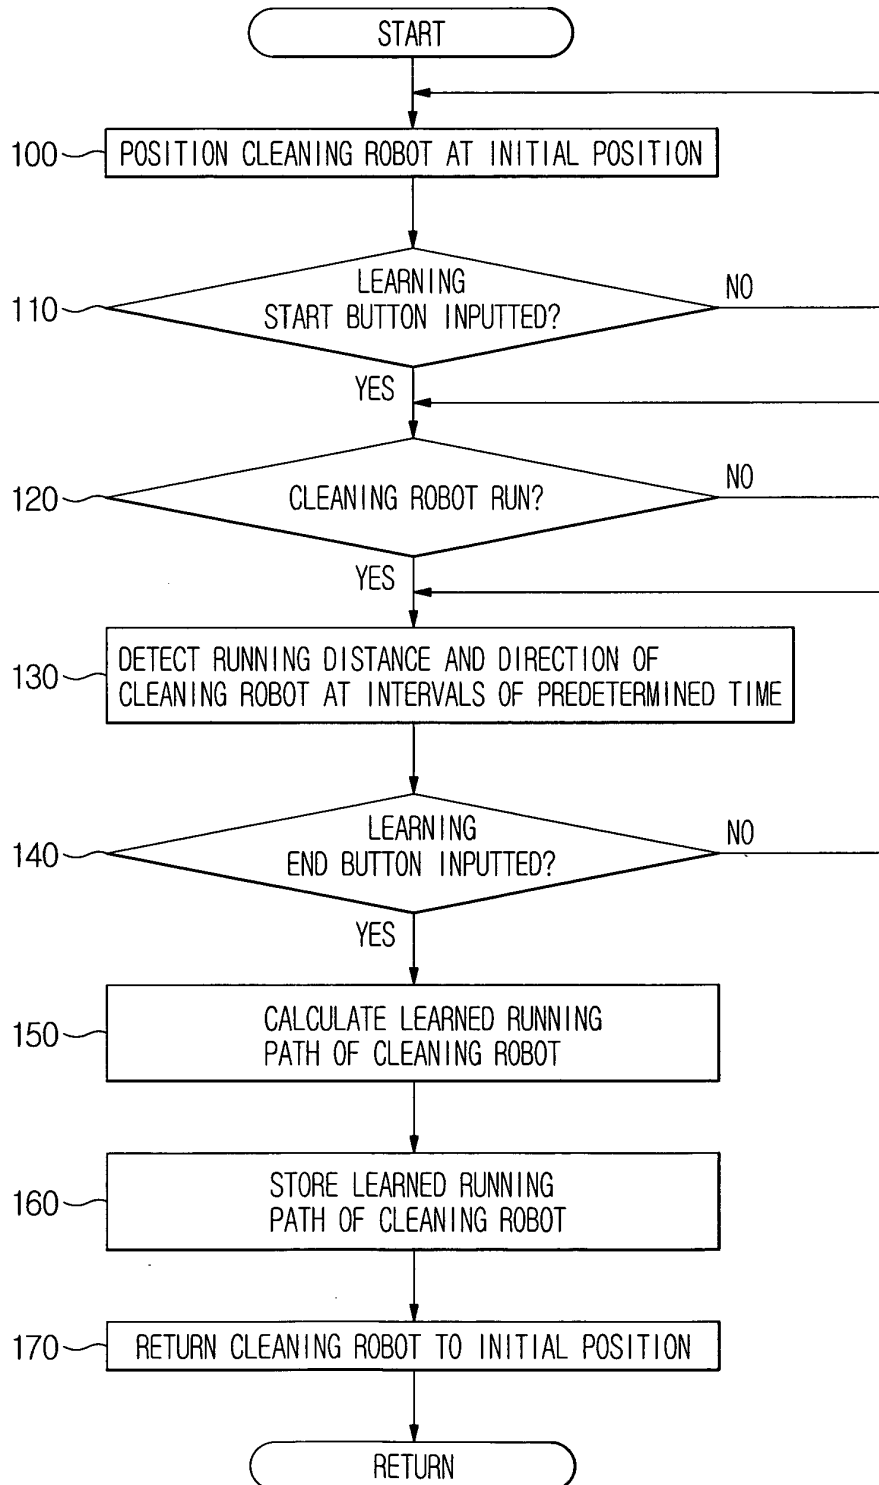 START
100
POSITION CLEANING ROBOT AT INITIAL POSITION
110
LEARNING
START BUTTON INPUTTED?
NO
YES
120
CLEANING ROBOT RUN?
NO
YES
130
DETECT RUNNING DISTANCE AND DIRECTION OF
CLEANING ROBOT AT INTERVALS OF PREDETERMINED TIME
140
LEARNING
END BUTTON INPUTTED?
NO
YES
150
CALCULATE LEARNED RUNNING
PATH OF CLEANING ROBOT
160
STORE LEARNED RUNNING
PATH OF CLEANING ROBOT
170
RETURN CLEANING ROBOT TO INITIAL POSITION
RETURN